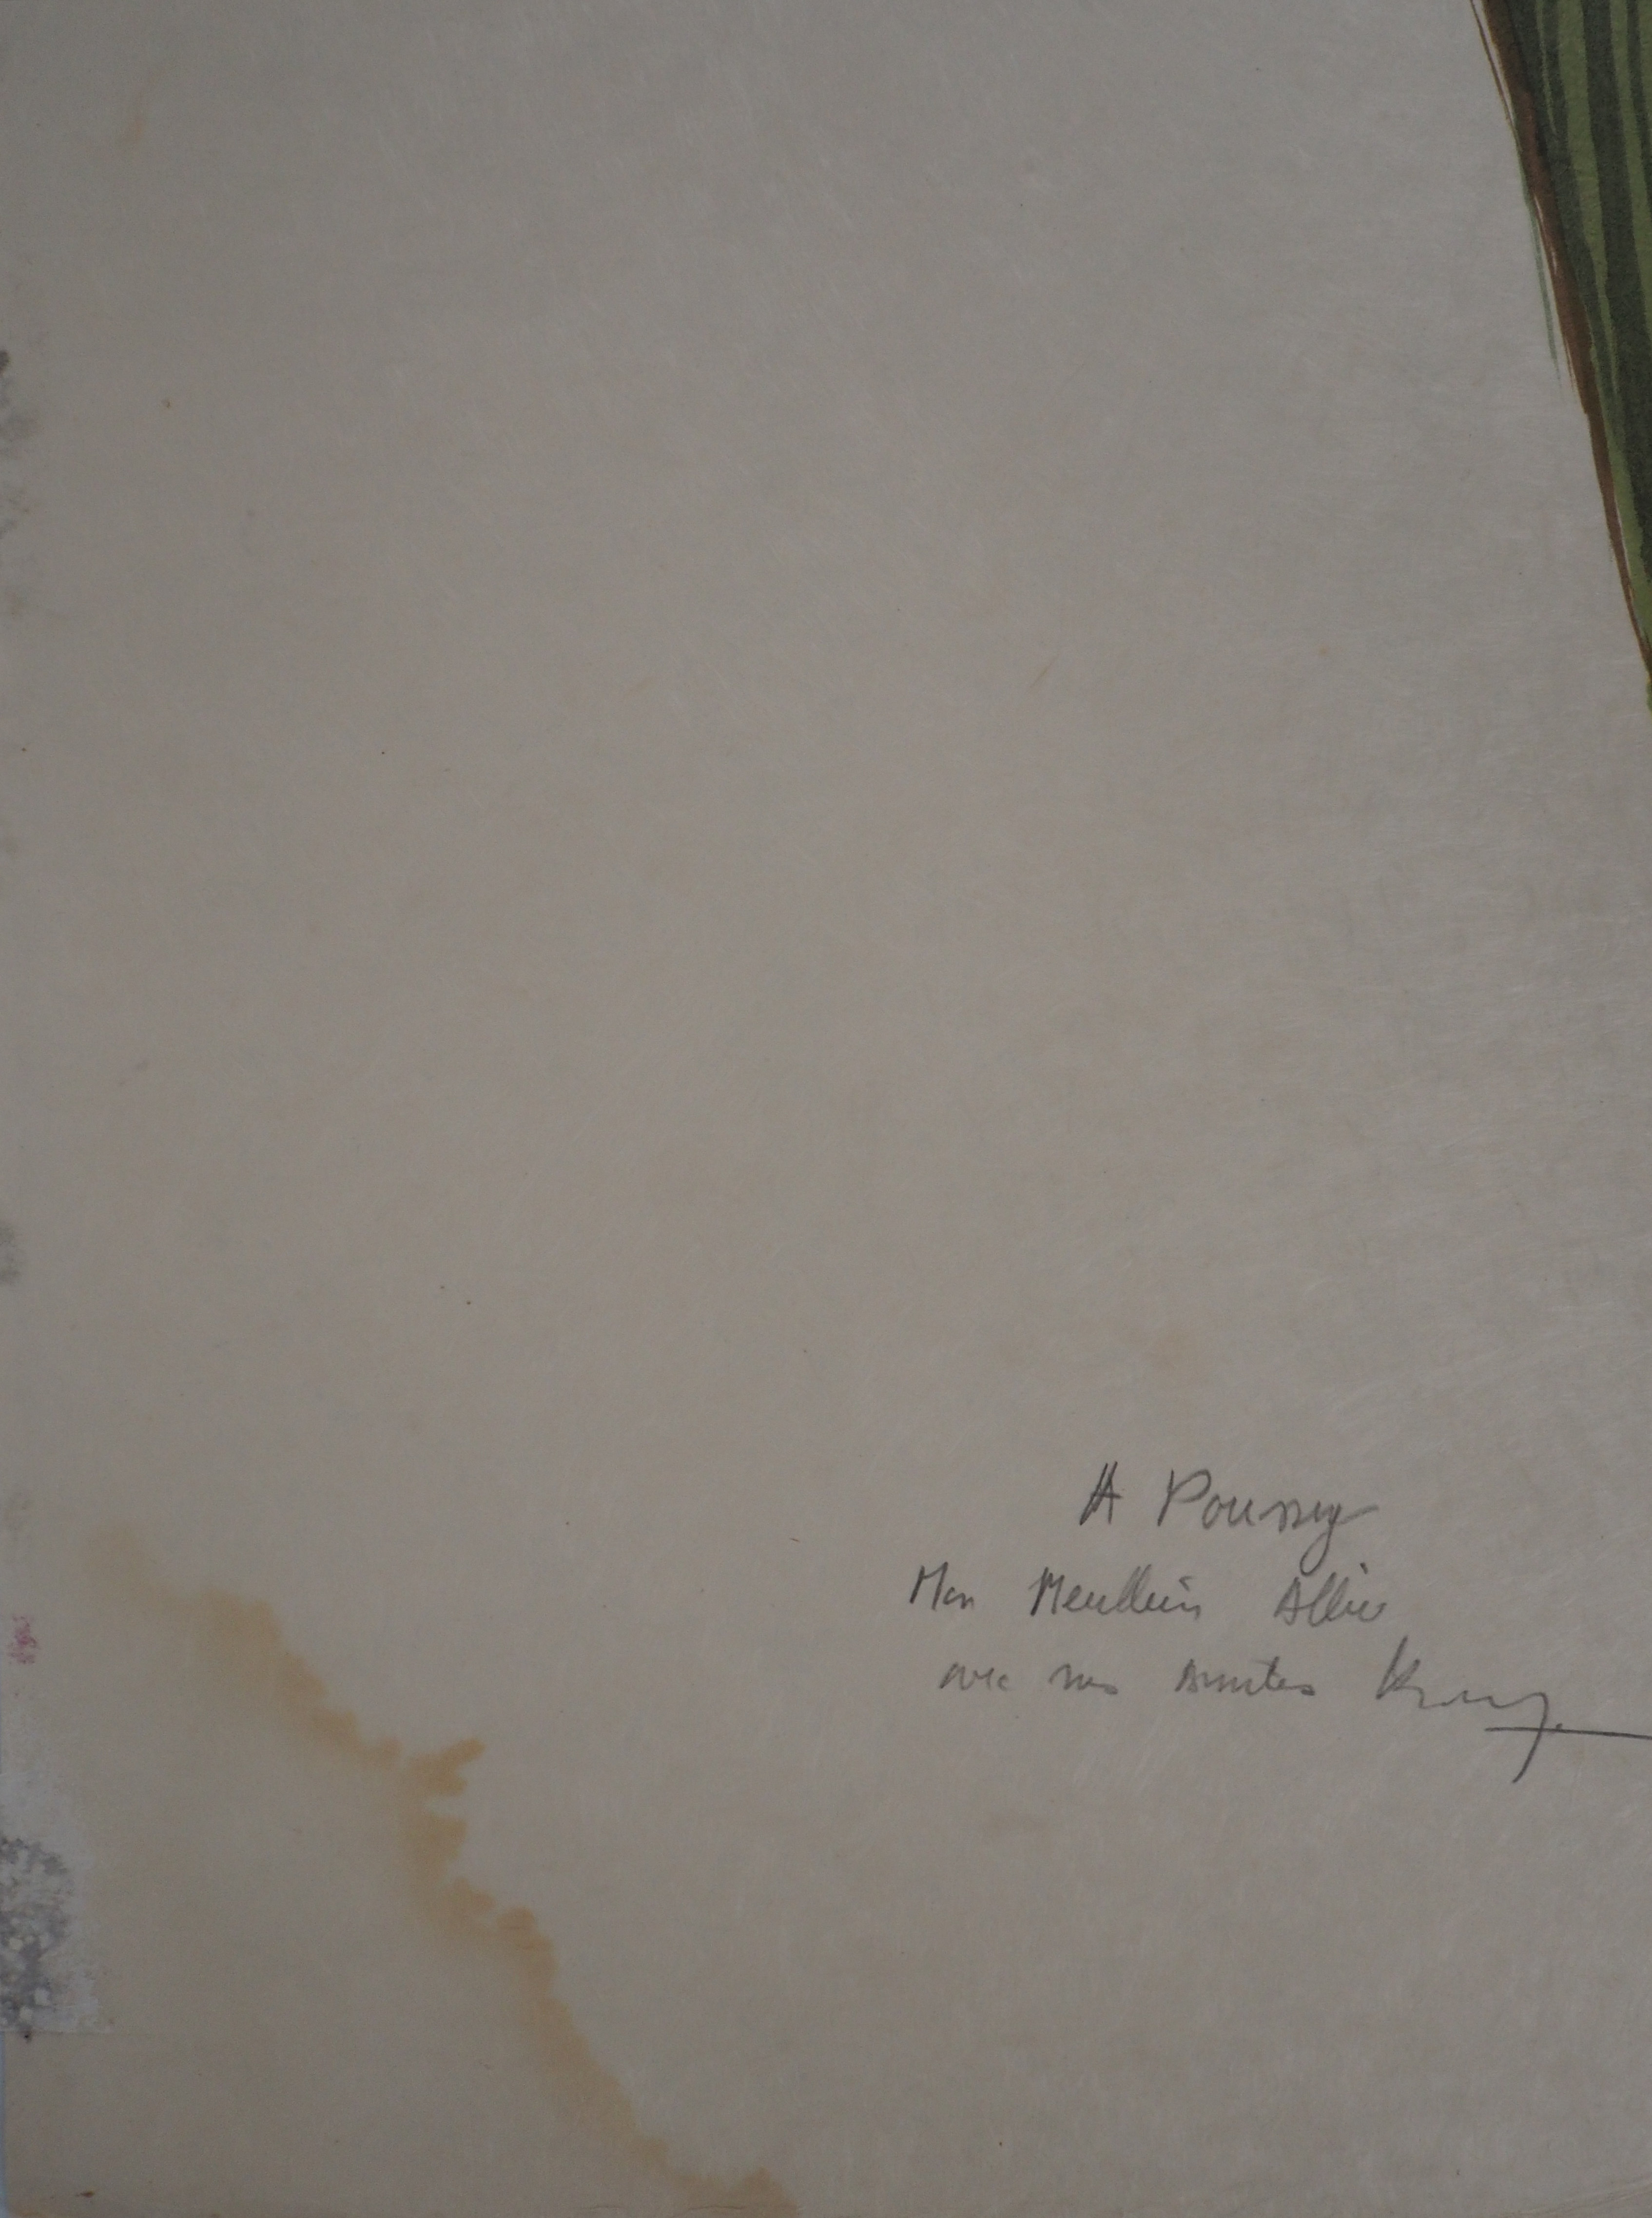 A Poussy
Mon Meilleur Allié
avec mes amitiés